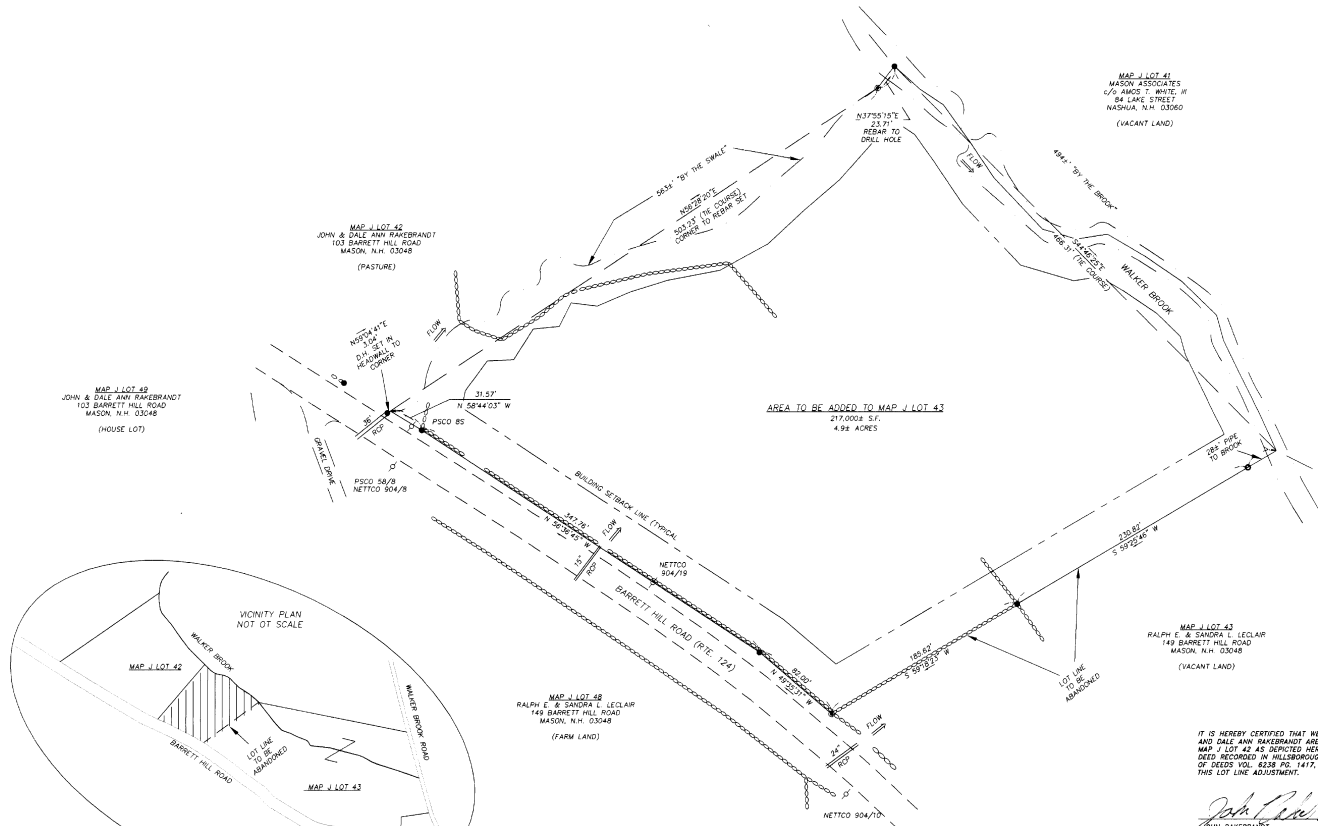 MAP J LOT 41
MASON ASSOCIATES
c/o AMOS T. WHITE, III
84 LAKE STREET
NASHUA, N.H. 03060
(VACANT LAND)
N37°55'15"E
23.71'
REBAR TO
DRILL HOLE
FLOW
494±' "BY THE BROOK"
563±' "BY THE SWALE"
N56°28'20"E
503.23' (TIE COURSE)
CORNER TO REBAR SET
S44°46'25"E
466.31' (TIE COURSE)
WALKER BROOK
MAP J LOT 42
JOHN & DALE ANN RAKEBRANDT
103 BARRETT HILL ROAD
MASON, N.H. 03048
(PASTURE)
N59°04'41"E
3.04'
D.H. SET IN
HEADWALL TO
CORNER
FLOW
MAP J LOT 49
JOHN & DALE ANN RAKEBRANDT
103 BARRETT HILL ROAD
MASON, N.H. 03048
(HOUSE LOT)
31.57'
N 58°44'03" W
PSCO 8S
36"
RCP
GRAVEL DRIVE
PSCO 58/8
NETTCO 904/8
AREA TO BE ADDED TO MAP J LOT 43
217,000± S.F.
4.9± ACRES
28±' PIPE
TO BROOK
BUILDING SETBACK LINE (TYPICAL
347.76'
N 56°36'45" W
FLOW
15"
RCP
NETTCO
904/19
230.82'
S 59°25'46" W
BARRETT HILL ROAD (RTE. 124)
82.00'
N 49°35'31" W
185.62'
S 59°18'23" W
LOT LINE
TO BE
ABANDONED
MAP J LOT 43
RALPH E. & SANDRA L. LECLAIR
149 BARRETT HILL ROAD
MASON, N.H. 03048
(VACANT LAND)
MAP J LOT 48
RALPH E. & SANDRA L. LECLAIR
149 BARRETT HILL ROAD
MASON, N.H. 03048
(FARM LAND)
FLOW
24"
RCP
NETTCO 904/10
VICINITY PLAN
NOT OT SCALE
MAP J LOT 42
WALKER BROOK
WALKER BROOK ROAD
BARRETT HILL ROAD
LOT LINE
TO BE
ABANDONED
MAP J LOT 43
IT IS HEREBY CERTIFIED THAT WE
AND DALE ANN RAKEBRANDT ARE
MAP J LOT 42 AS DEPICTED HER
DEED RECORDED IN HILLSBOROUG
OF DEEDS VOL. 6238 PG. 1417,
THIS LOT LINE ADJUSTMENT.
John
JOHN RAKEBRANDT